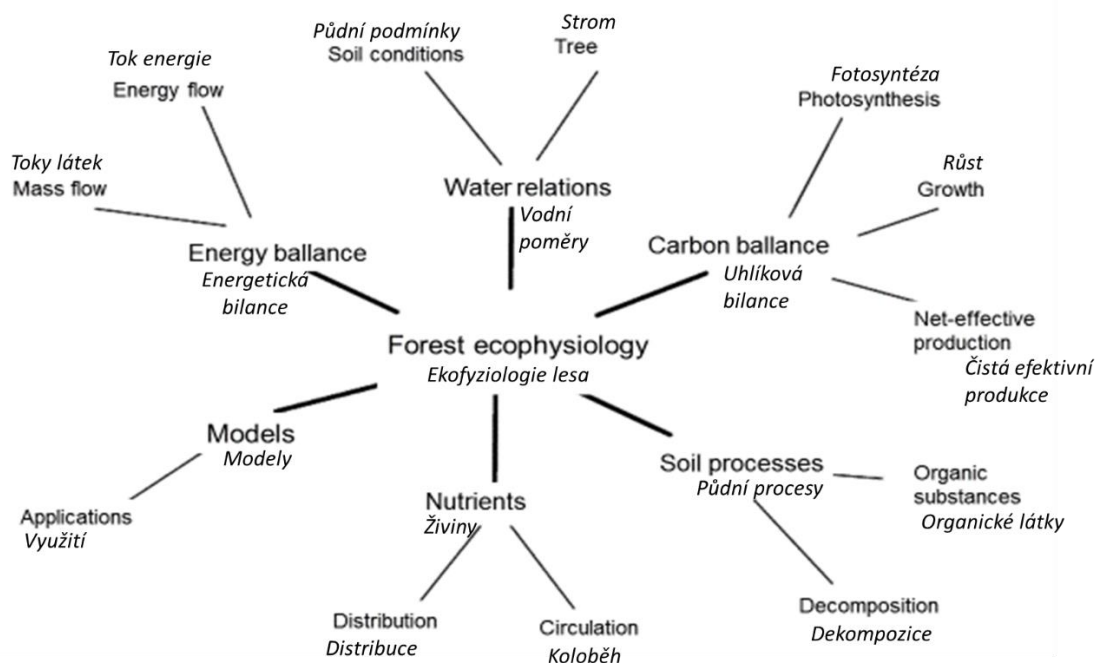 Půdní podmínky
Soil conditions
Strom
Tree
Tok energie
Energy flow
Fotosyntéza
Photosynthesis
Toky látek
Mass flow
Růst
Growth
Water relations
Vodní
poměry
Energy ballance
Energetická
bilance
Carbon ballance
Uhlíková
bilance
Net-effective
production
Čistá efektivní
produkce
Forest ecophysiology
Ekofyziologie lesa
Models
Modely
Soil processes
Půdní procesy
Organic
substances
Organické látky
Nutrients
Živiny
Applications
Využití
Distribution
Distribuce
Circulation
Koloběh
Decomposition
Dekompozice